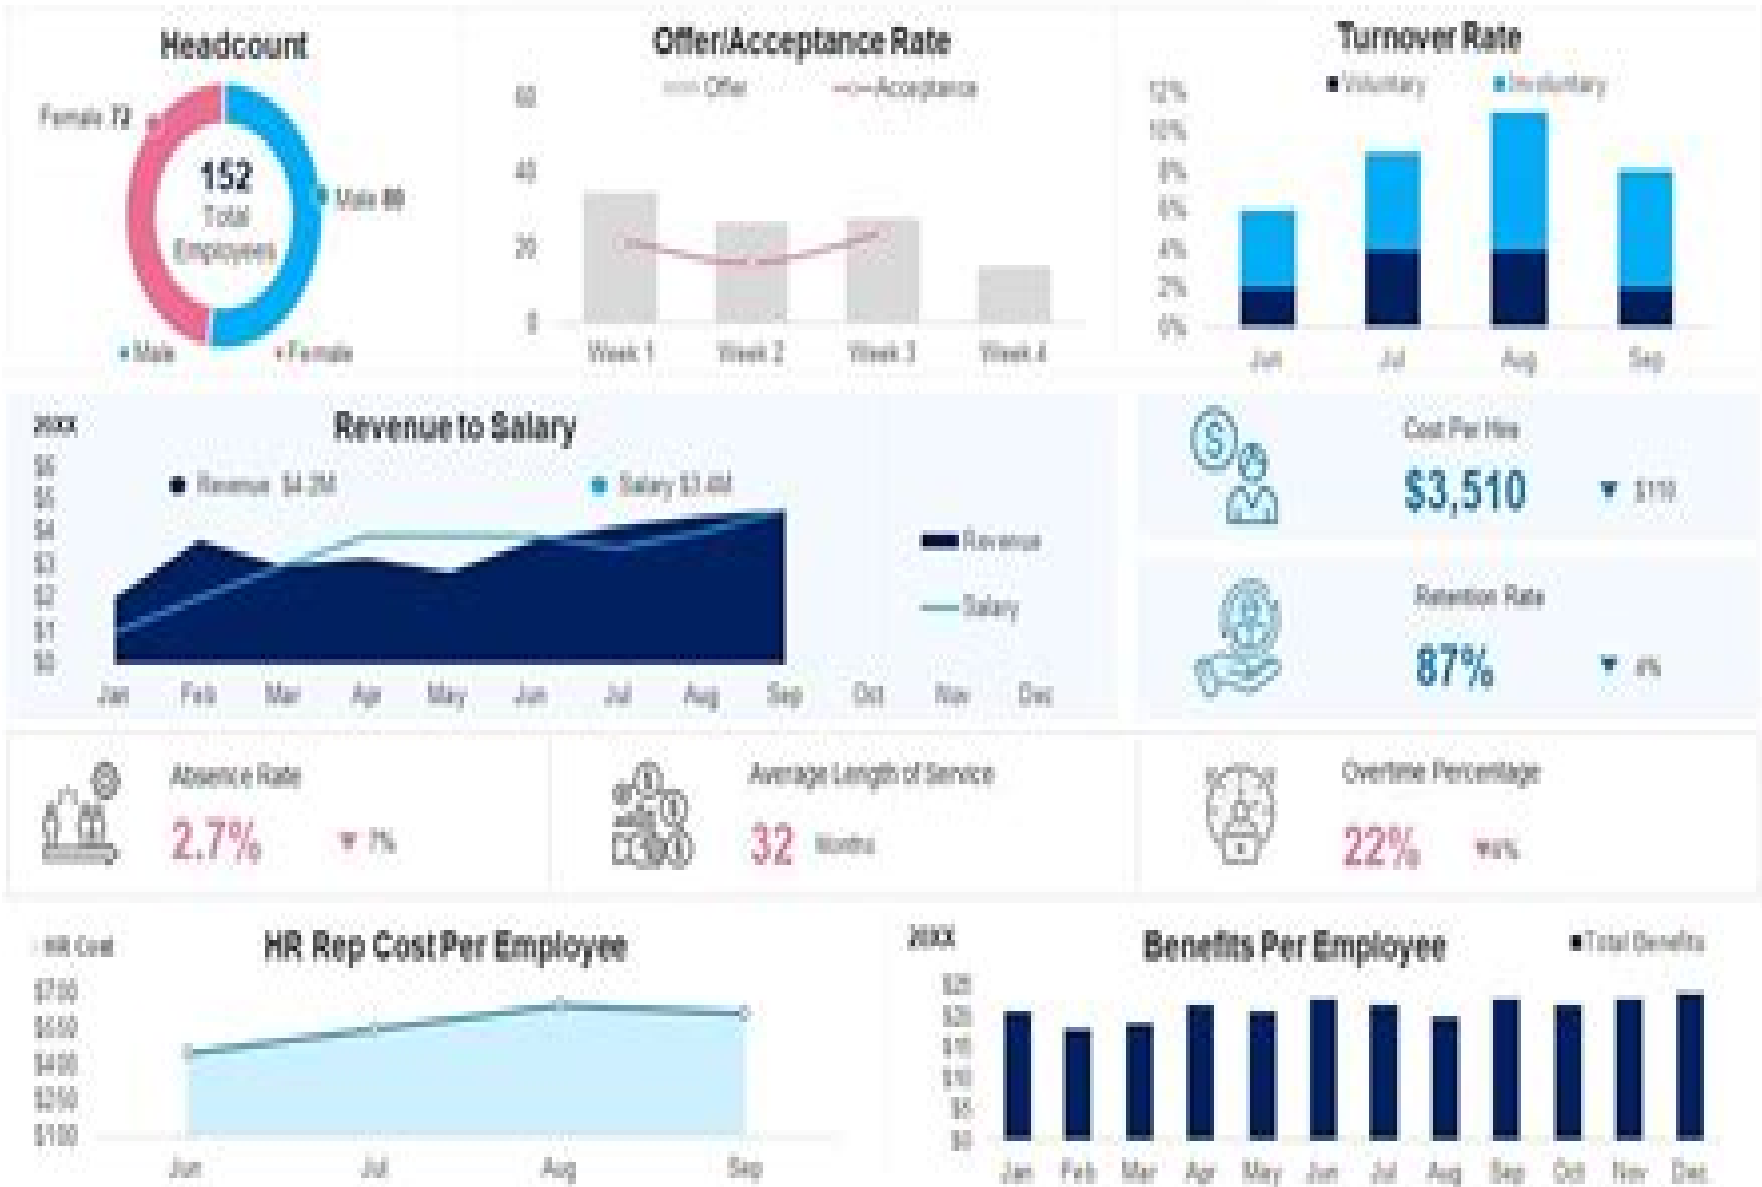 Headcount
Female 72
152
Total
Employees
Male 80
Male
Female
Offer/Acceptance Rate
Offer
Acceptance
60
40
20
0
Week 1
Week 2
Week 3
Week 4
Turnover Rate
Voluntary
Involuntary
12%
10%
8%
6%
4%
2%
0%
Jun
Jul
Aug
Sep
20XX
Revenue to Salary
Revenue $4.2M
Salary $3.4M
$6
$5
$4
$3
$2
$1
$0
Jan
Feb
Mar
Apr
May
Jun
Jul
Aug
Sep
Oct
Nov
Dec
Revenue
Salary
Cost Per Hire
$3,510
Retention Rate
87%
Absence Rate
2.7%
7%
Average Length of Service
32 Months
Overtime Percentage
22%
HR Cost
HR Rep Cost Per Employee
$700
$550
$400
$250
$100
Jun
Jul
Aug
Sep
20XX
Benefits Per Employee
Total Benefits
$25
$20
$15
$10
$5
$0
Jan
Feb
Mar
Apr
May
Jun
Jul
Aug
Sep
Oct
Nov
Dec